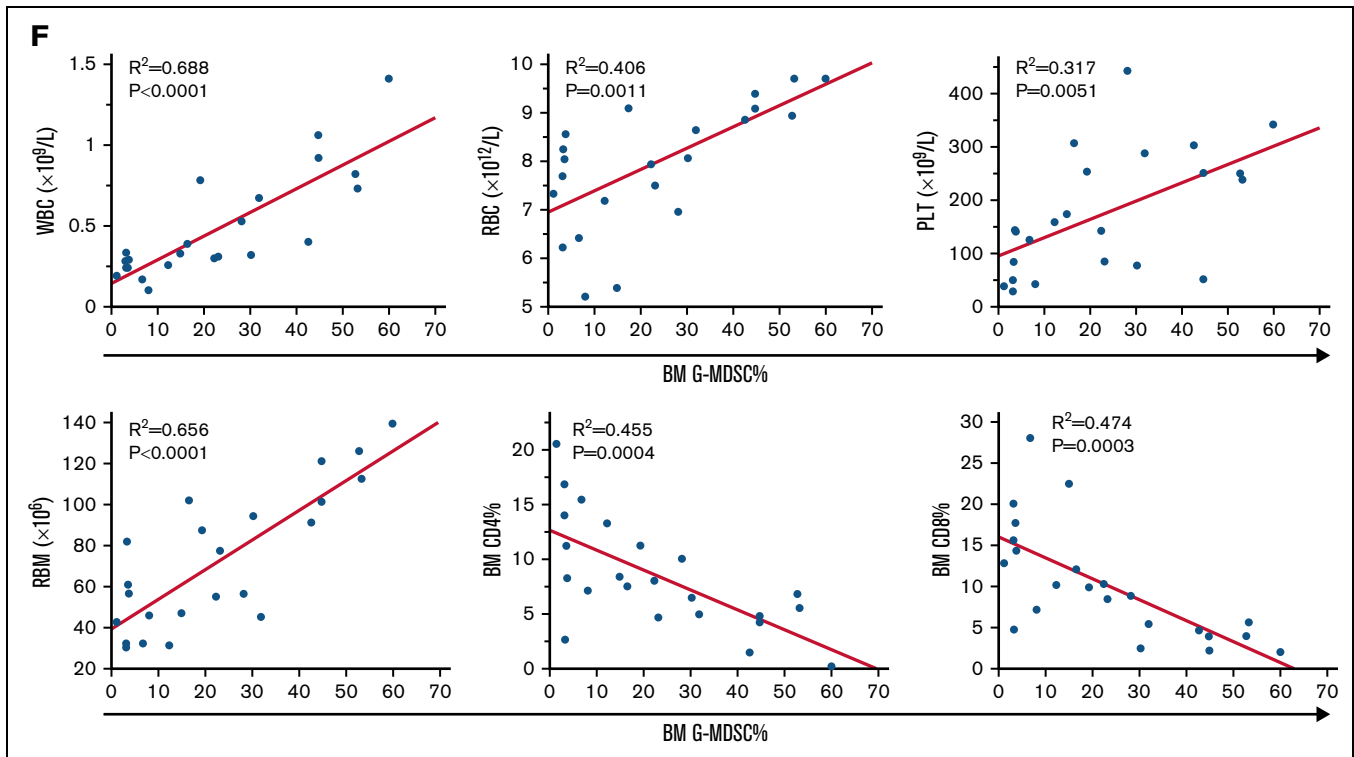 F
R²=0.688
P<0.0001
WBC (×10⁹/L)
1.5
1
0.5
0
0 10 20 30 40 50 60 70
R²=0.406
P=0.0011
RBC (×10¹²/L)
10
9
8
7
6
5
0 10 20 30 40 50 60 70
R²=0.317
P=0.0051
PLT (×10⁹/L)
400
300
200
100
0
0 10 20 30 40 50 60 70
BM G-MDSC%
R²=0.656
P<0.0001
RBM (×10⁶)
140
120
100
80
60
40
20
0 10 20 30 40 50 60 70
R²=0.455
P=0.0004
BM CD4%
20
15
10
5
0
0 10 20 30 40 50 60 70
R²=0.474
P=0.0003
BM CD8%
30
25
20
15
10
5
0
0 10 20 30 40 50 60 70
BM G-MDSC%